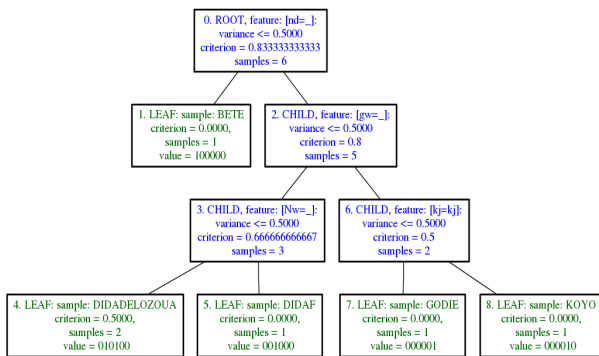 0. ROOT, feature: [nd=_]:
variance <= 0.5000
criterion = 0.833333333333
samples = 6
1. LEAF: sample: BETE
criterion = 0.0000,
samples = 1
value = 100000
2. CHILD, feature: [gw=_]:
variance <= 0.5000
criterion = 0.8
samples = 5
3. CHILD, feature: [Nw=_]:
variance <= 0.5000
criterion = 0.666666666667
samples = 3
6. CHILD, feature: [kj=kj]:
variance <= 0.5000
criterion = 0.5
samples = 2
4. LEAF: sample: DIDADELOZOUA
criterion = 0.5000,
samples = 2
value = 010100
5. LEAF: sample: DIDAF
criterion = 0.0000,
samples = 1
value = 001000
7. LEAF: sample: GODIE
criterion = 0.0000,
samples = 1
value = 000001
8. LEAF: sample: KOYO
criterion = 0.0000,
samples = 1
value = 000010